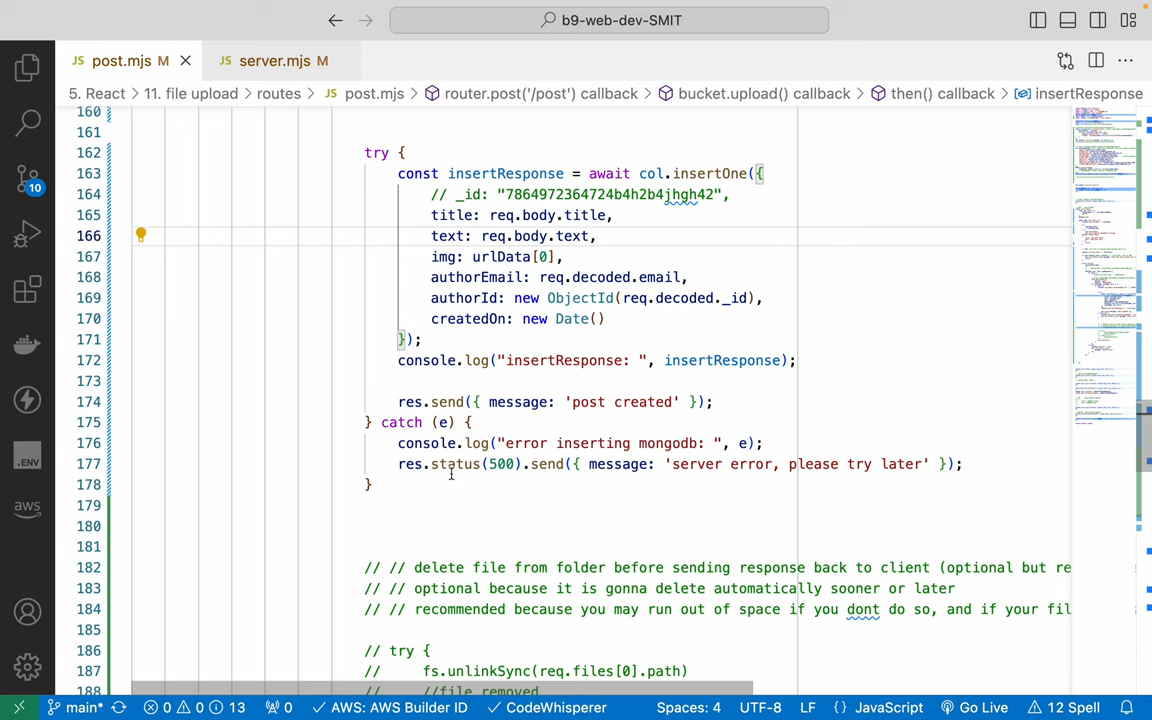 b9-web-dev-SMIT
JS post.mjs M
JS server.mjs M
5. React > 11. file upload > routes > JS post.mjs > router.post('/post') callback > bucket.upload() callback > then() callback > insertResponse
160
161
162 try {
163 const insertResponse = await col.insertOne({
164 // _id: "7864972364724b4h2b4jhgh42",
165 title: req.body.title,
166 text: req.body.text,
167 img: urlData[0],
168 authorEmail: req.decoded.email,
169 authorId: new ObjectId(req.decoded._id),
170 createdOn: new Date()
171 });
172 console.log("insertResponse: ", insertResponse);
173
174 res.send({ message: 'post created' });
175 } catch (e) {
176 console.log("error inserting mongodb: ", e);
177 res.status(500).send({ message: 'server error, please try later' });
178 }
179
180
181
182 // // delete file from folder before sending response back to client (optional but re
183 // // optional because it is gonna delete automatically sooner or later
184 // // recommended because you may run out of space if you dont do so, and if your fil
185
186 // try {
187 // fs.unlinkSync(req.files[0].path)
188 // //file removed
10
.ENV
aws
main* 0 0 13 AWS: AWS Builder ID CodeWhisperer Spaces: 4 UTF-8 LF {} JavaScript Go Live 12 Spell
0